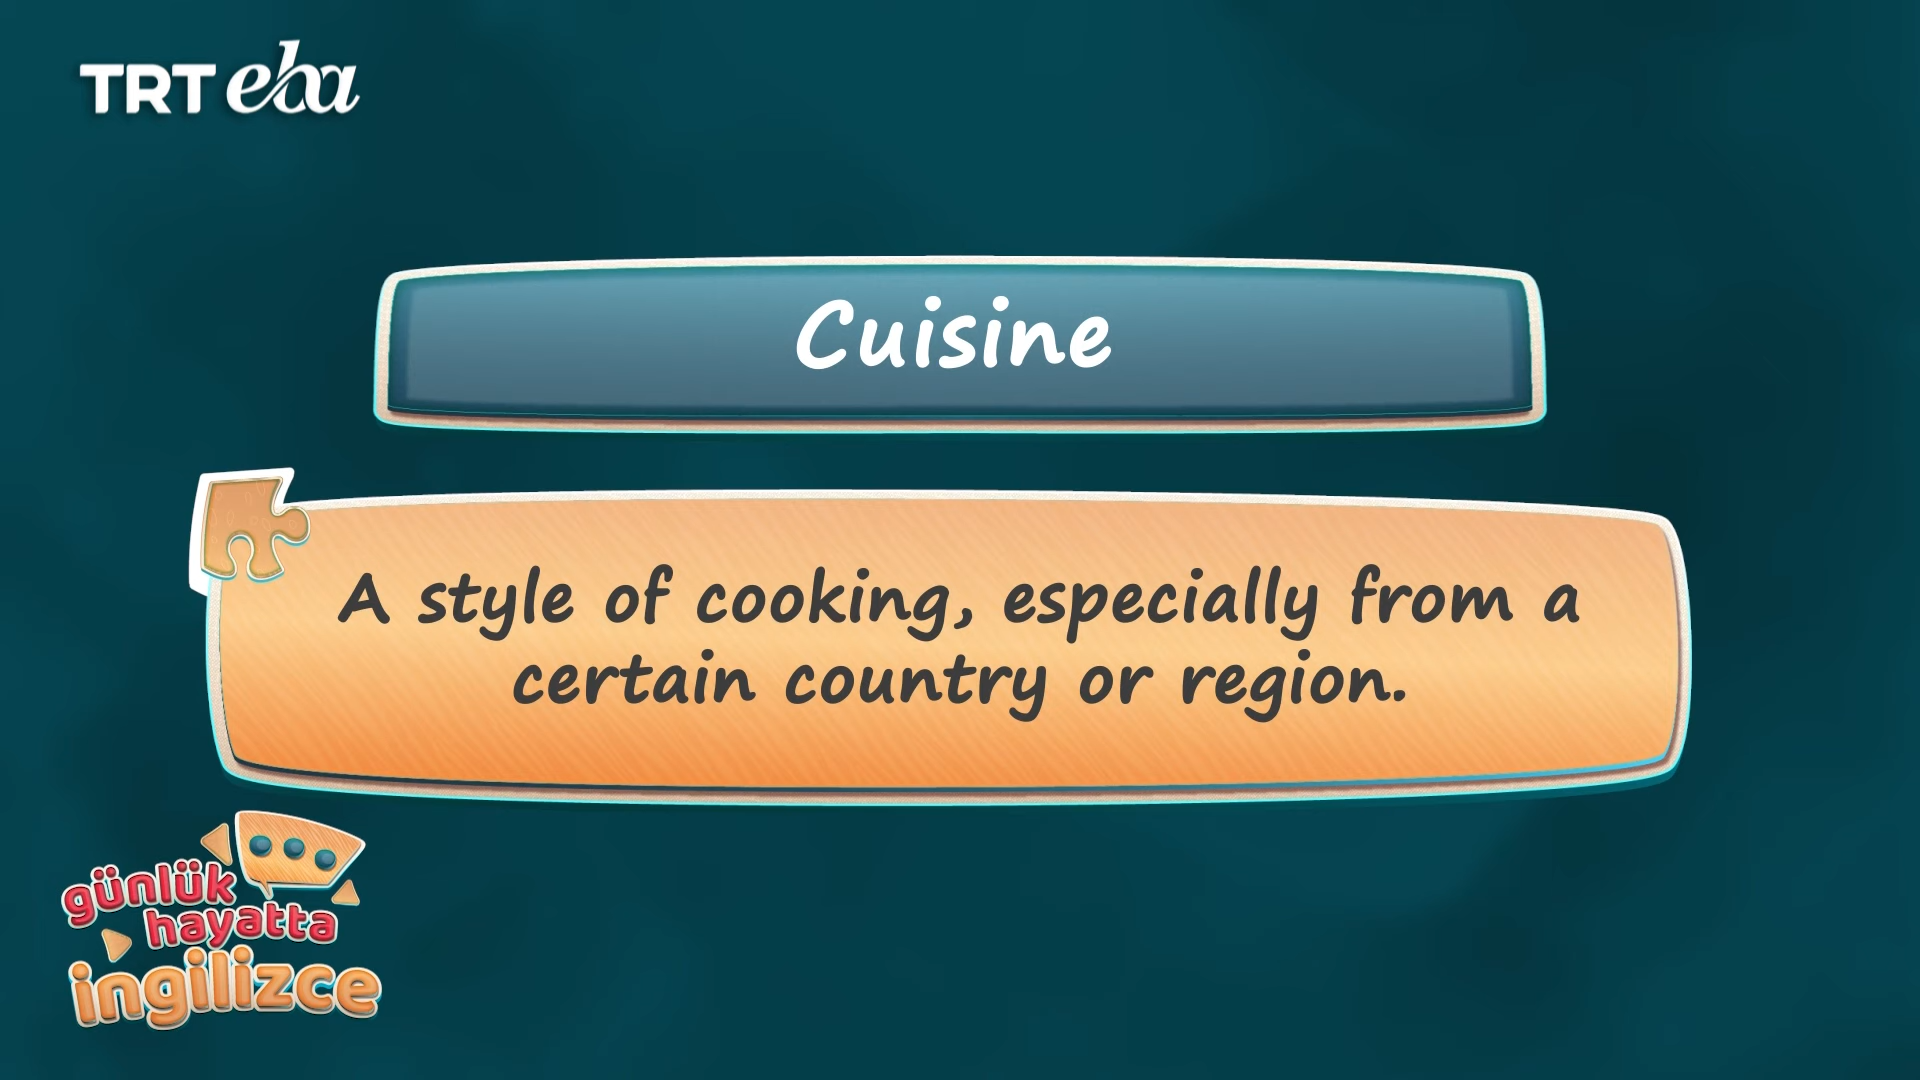 TRT eba
Cuisine
A style of cooking, especially from a
certain country or region.
günlük
hayatta
ingilizce